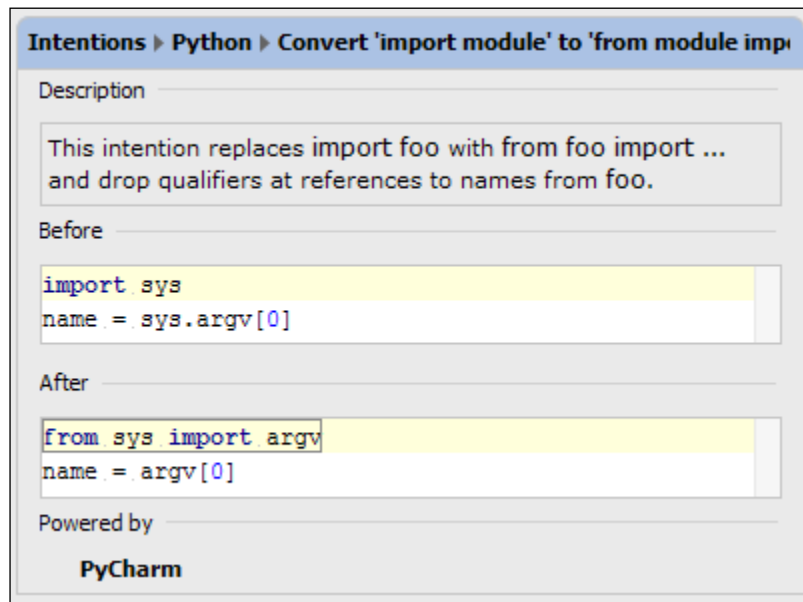 Intentions ▸ Python ▸ Convert 'import module' to 'from module impo
Description
This intention replaces import foo with from foo import ...
and drop qualifiers at references to names from foo.
Before
import sys
name = sys.argv[0]
After
from sys import argv
name = argv[0]
Powered by
PyCharm